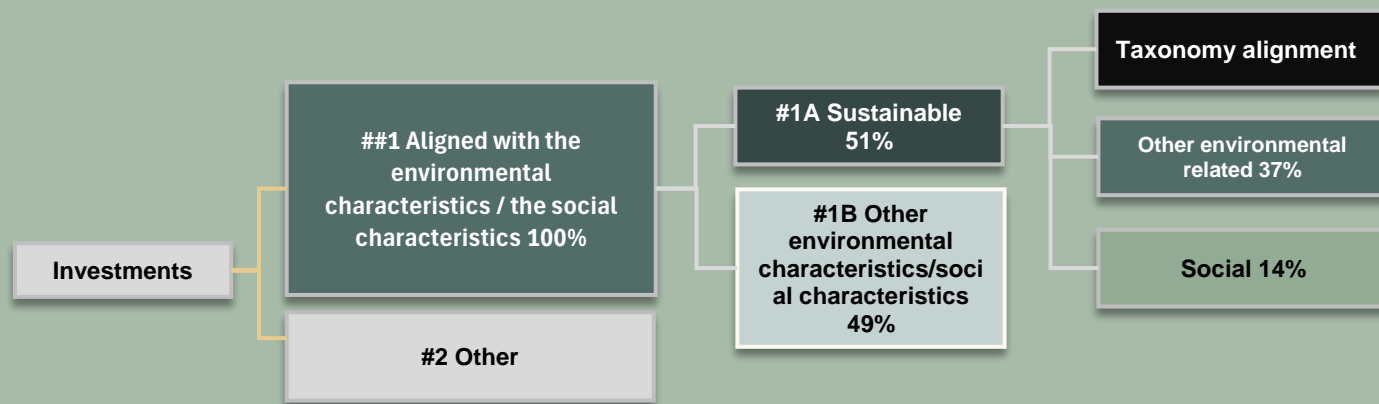 Investments
##1 Aligned with the
environmental
characteristics / the social
characteristics 100%
#2 Other
#1A Sustainable
51%
#1B Other
environmental
characteristics/soci
al characteristics
49%
Taxonomy alignment
Other environmental
related 37%
Social 14%